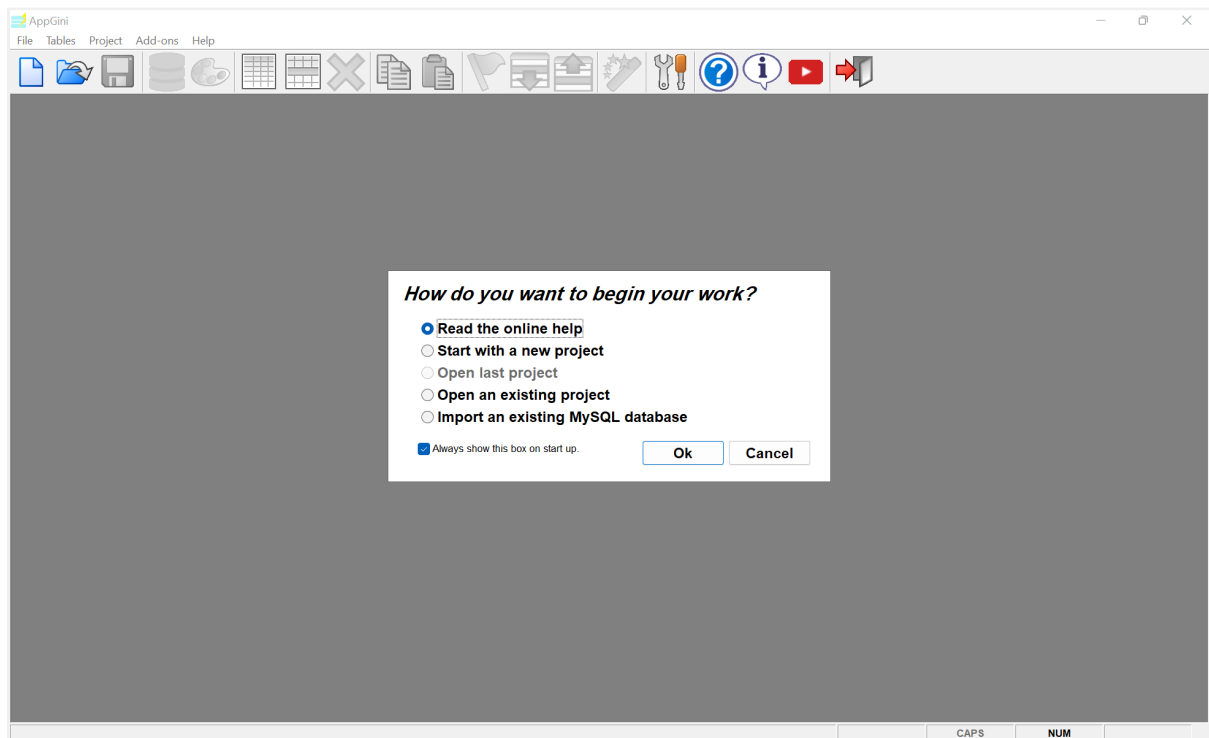 AppGini
File Tables Project Add-ons Help
How do you want to begin your work?
Read the online help
Start with a new project
Open last project
Open an existing project
Import an existing MySQL database
Always show this box on start up.
Ok Cancel
CAPS NUM